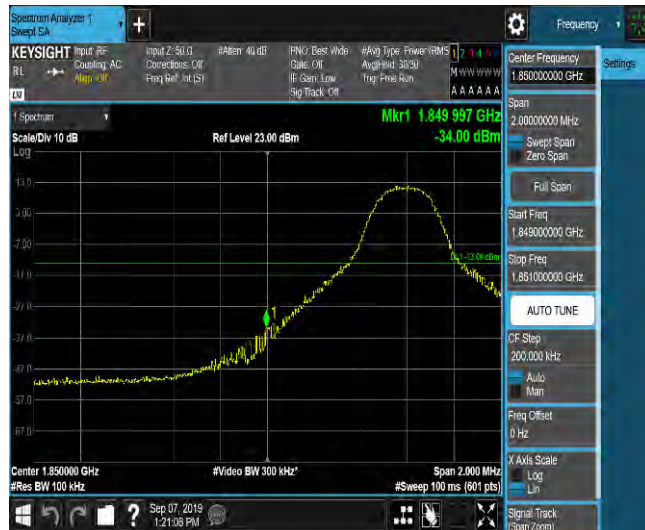 Spectrum Analyzer 1
Swept SA
Frequency
KEYSIGHT
RL
Input: RF
Coupling: AC
Align: Off
Input Z: 50 Ω
Corrections: Off
Freq Ref: Int (S)
#Atten: 40 dB
PNO: Best Wide
Gate: Off
IF Gain: Low
Sig Track: Off
#Avg Type: Power (RMS
Avg|Hold: 30/30
Trig: Free Run
M W W W W W
A A A A A A
LXI
1 Spectrum
Scale/Div 10 dB
Log
Ref Level 23.00 dBm
Mkr1 1.849 997 GHz
-34.00 dBm
13.0
3.00
-7.00
DL1 -13.00 dBm
-17.0
-27.0
1
-37.0
-47.0
-57.0
-67.0
Center 1.850000 GHz
#Res BW 100 kHz
#Video BW 300 kHz*
Span 2.000 MHz
#Sweep 100 ms (601 pts)
Sep 07, 2019
1:21:08 PM
Settings
Center Frequency
1.850000000 GHz
Span
2.00000000 MHz
Swept Span
Zero Span
Full Span
Start Freq
1.849000000 GHz
Stop Freq
1.851000000 GHz
AUTO TUNE
CF Step
200.000 kHz
Auto
Man
Freq Offset
0 Hz
X Axis Scale
Log
Lin
Signal Track
(Span Zoom)